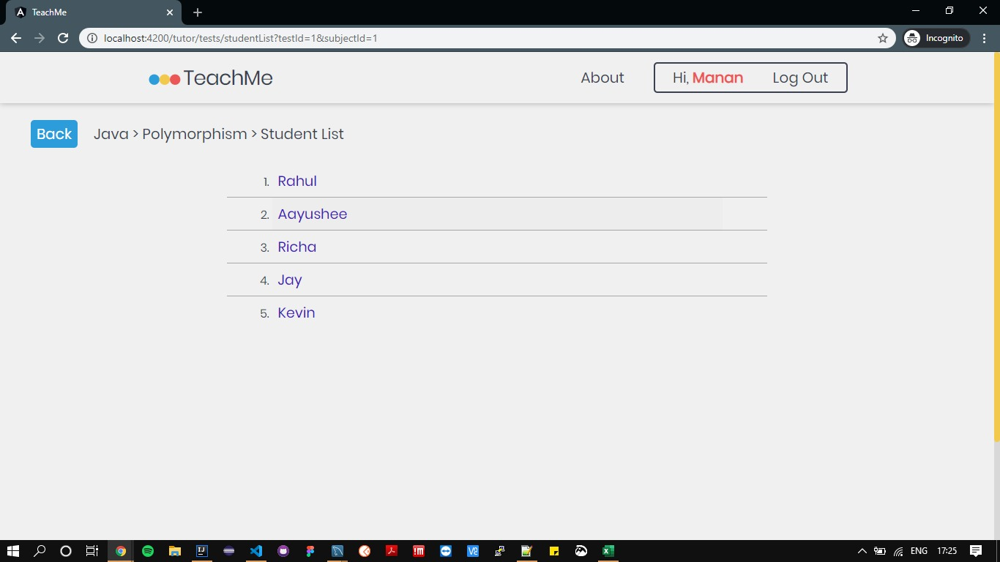 TeachMe
localhost:4200/tutor/tests/studentList?testId=1&subjectId=1
Incognito
TeachMe
About
Hi, Manan
Log Out
Back
Java > Polymorphism > Student List
1. Rahul
2. Aayushee
3. Richa
4. Jay
5. Kevin
ENG
17:25